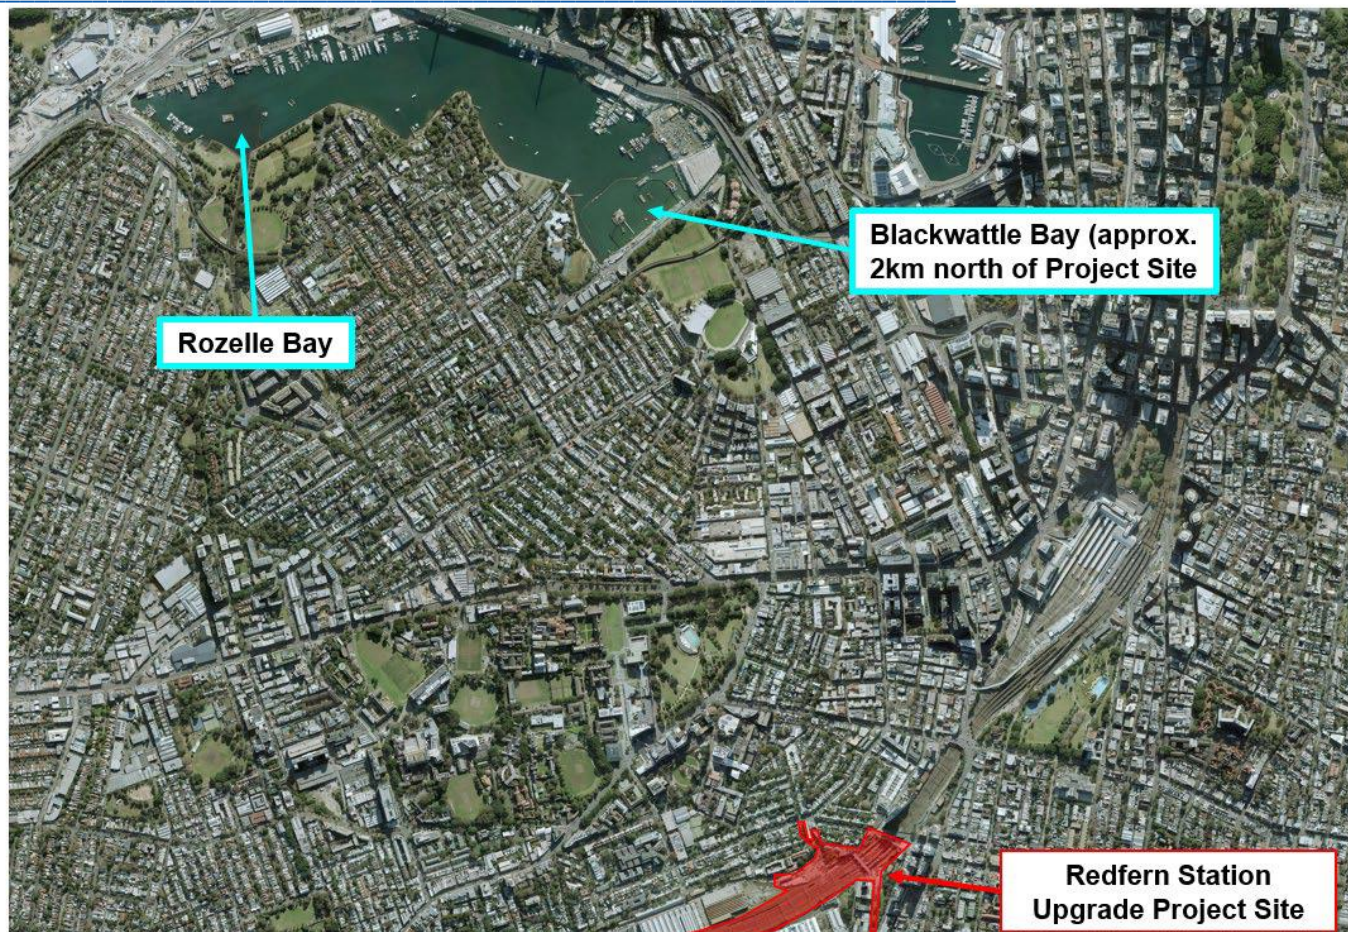 Blackwattle Bay (approx.
2km north of Project Site
Rozelle Bay
Redfern Station
Upgrade Project Site